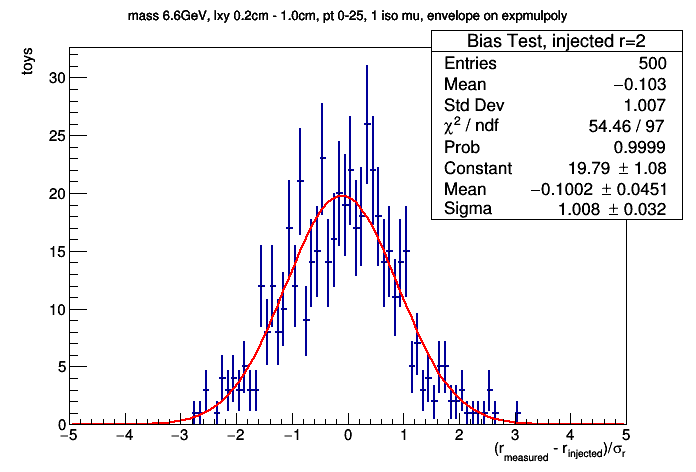 mass 6.6GeV, lxy 0.2cm - 1.0cm, pt 0-25, 1 iso mu, envelope on expmulpoly
Bias Test, injected r=2
Entries 500
Mean −0.103
Std Dev 1.007
χ² / ndf 54.46 / 97
Prob 0.9999
Constant 19.79 ± 1.08
Mean −0.1002 ± 0.0451
Sigma 1.008 ± 0.032
toys
30
25
20
15
10
5
0
−5 −4 −3 −2 −1 0 1 2 3 4 5
(r_measured - r_injected)/σ_r